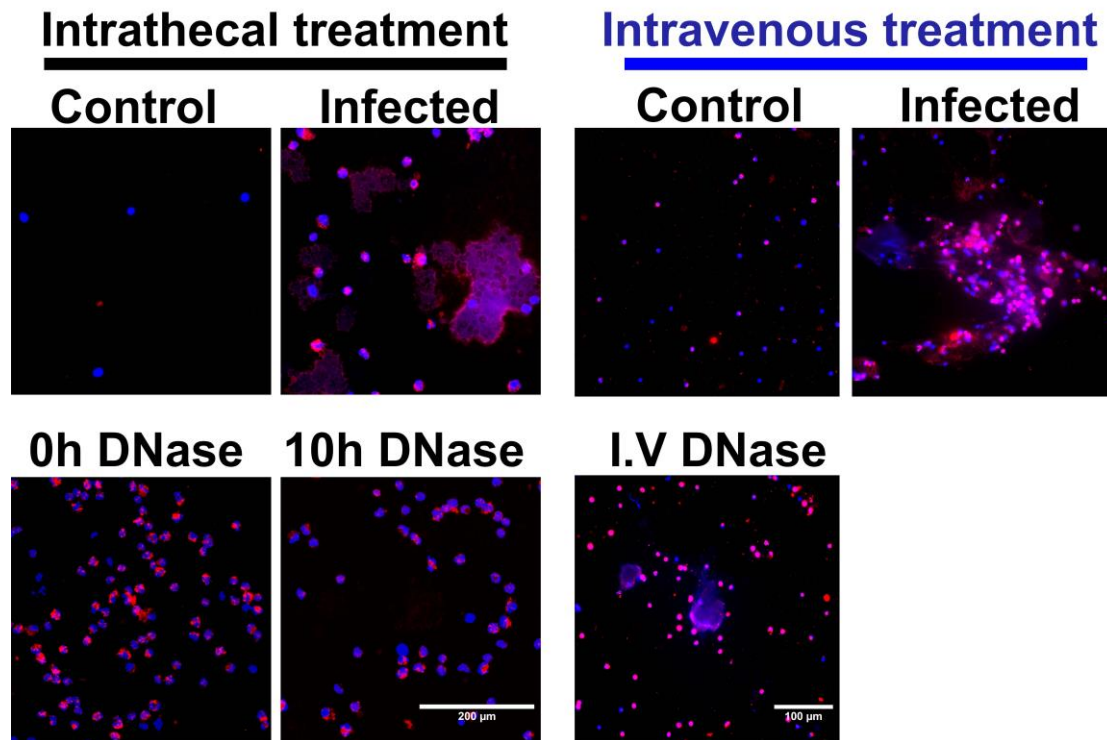 Intrathecal treatment
Intravenous treatment
Control
Infected
Control
Infected
0h DNase
10h DNase
I.V DNase
200 µm
100 µm